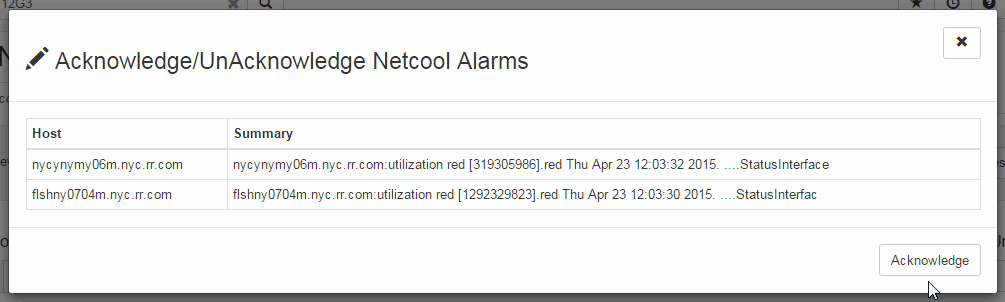 12G3
Acknowledge/UnAcknowledge Netcool Alarms
Host Summary
nycynymy06m.nyc.rr.com nycynymy06m.nyc.rr.com:utilization red [319305986].red Thu Apr 23 12:03:32 2015. ....StatusInterface
flshny0704m.nyc.rr.com flshny0704m.nyc.rr.com:utilization red [1292329823].red Thu Apr 23 12:03:30 2015. ....StatusInterfac
Acknowledge